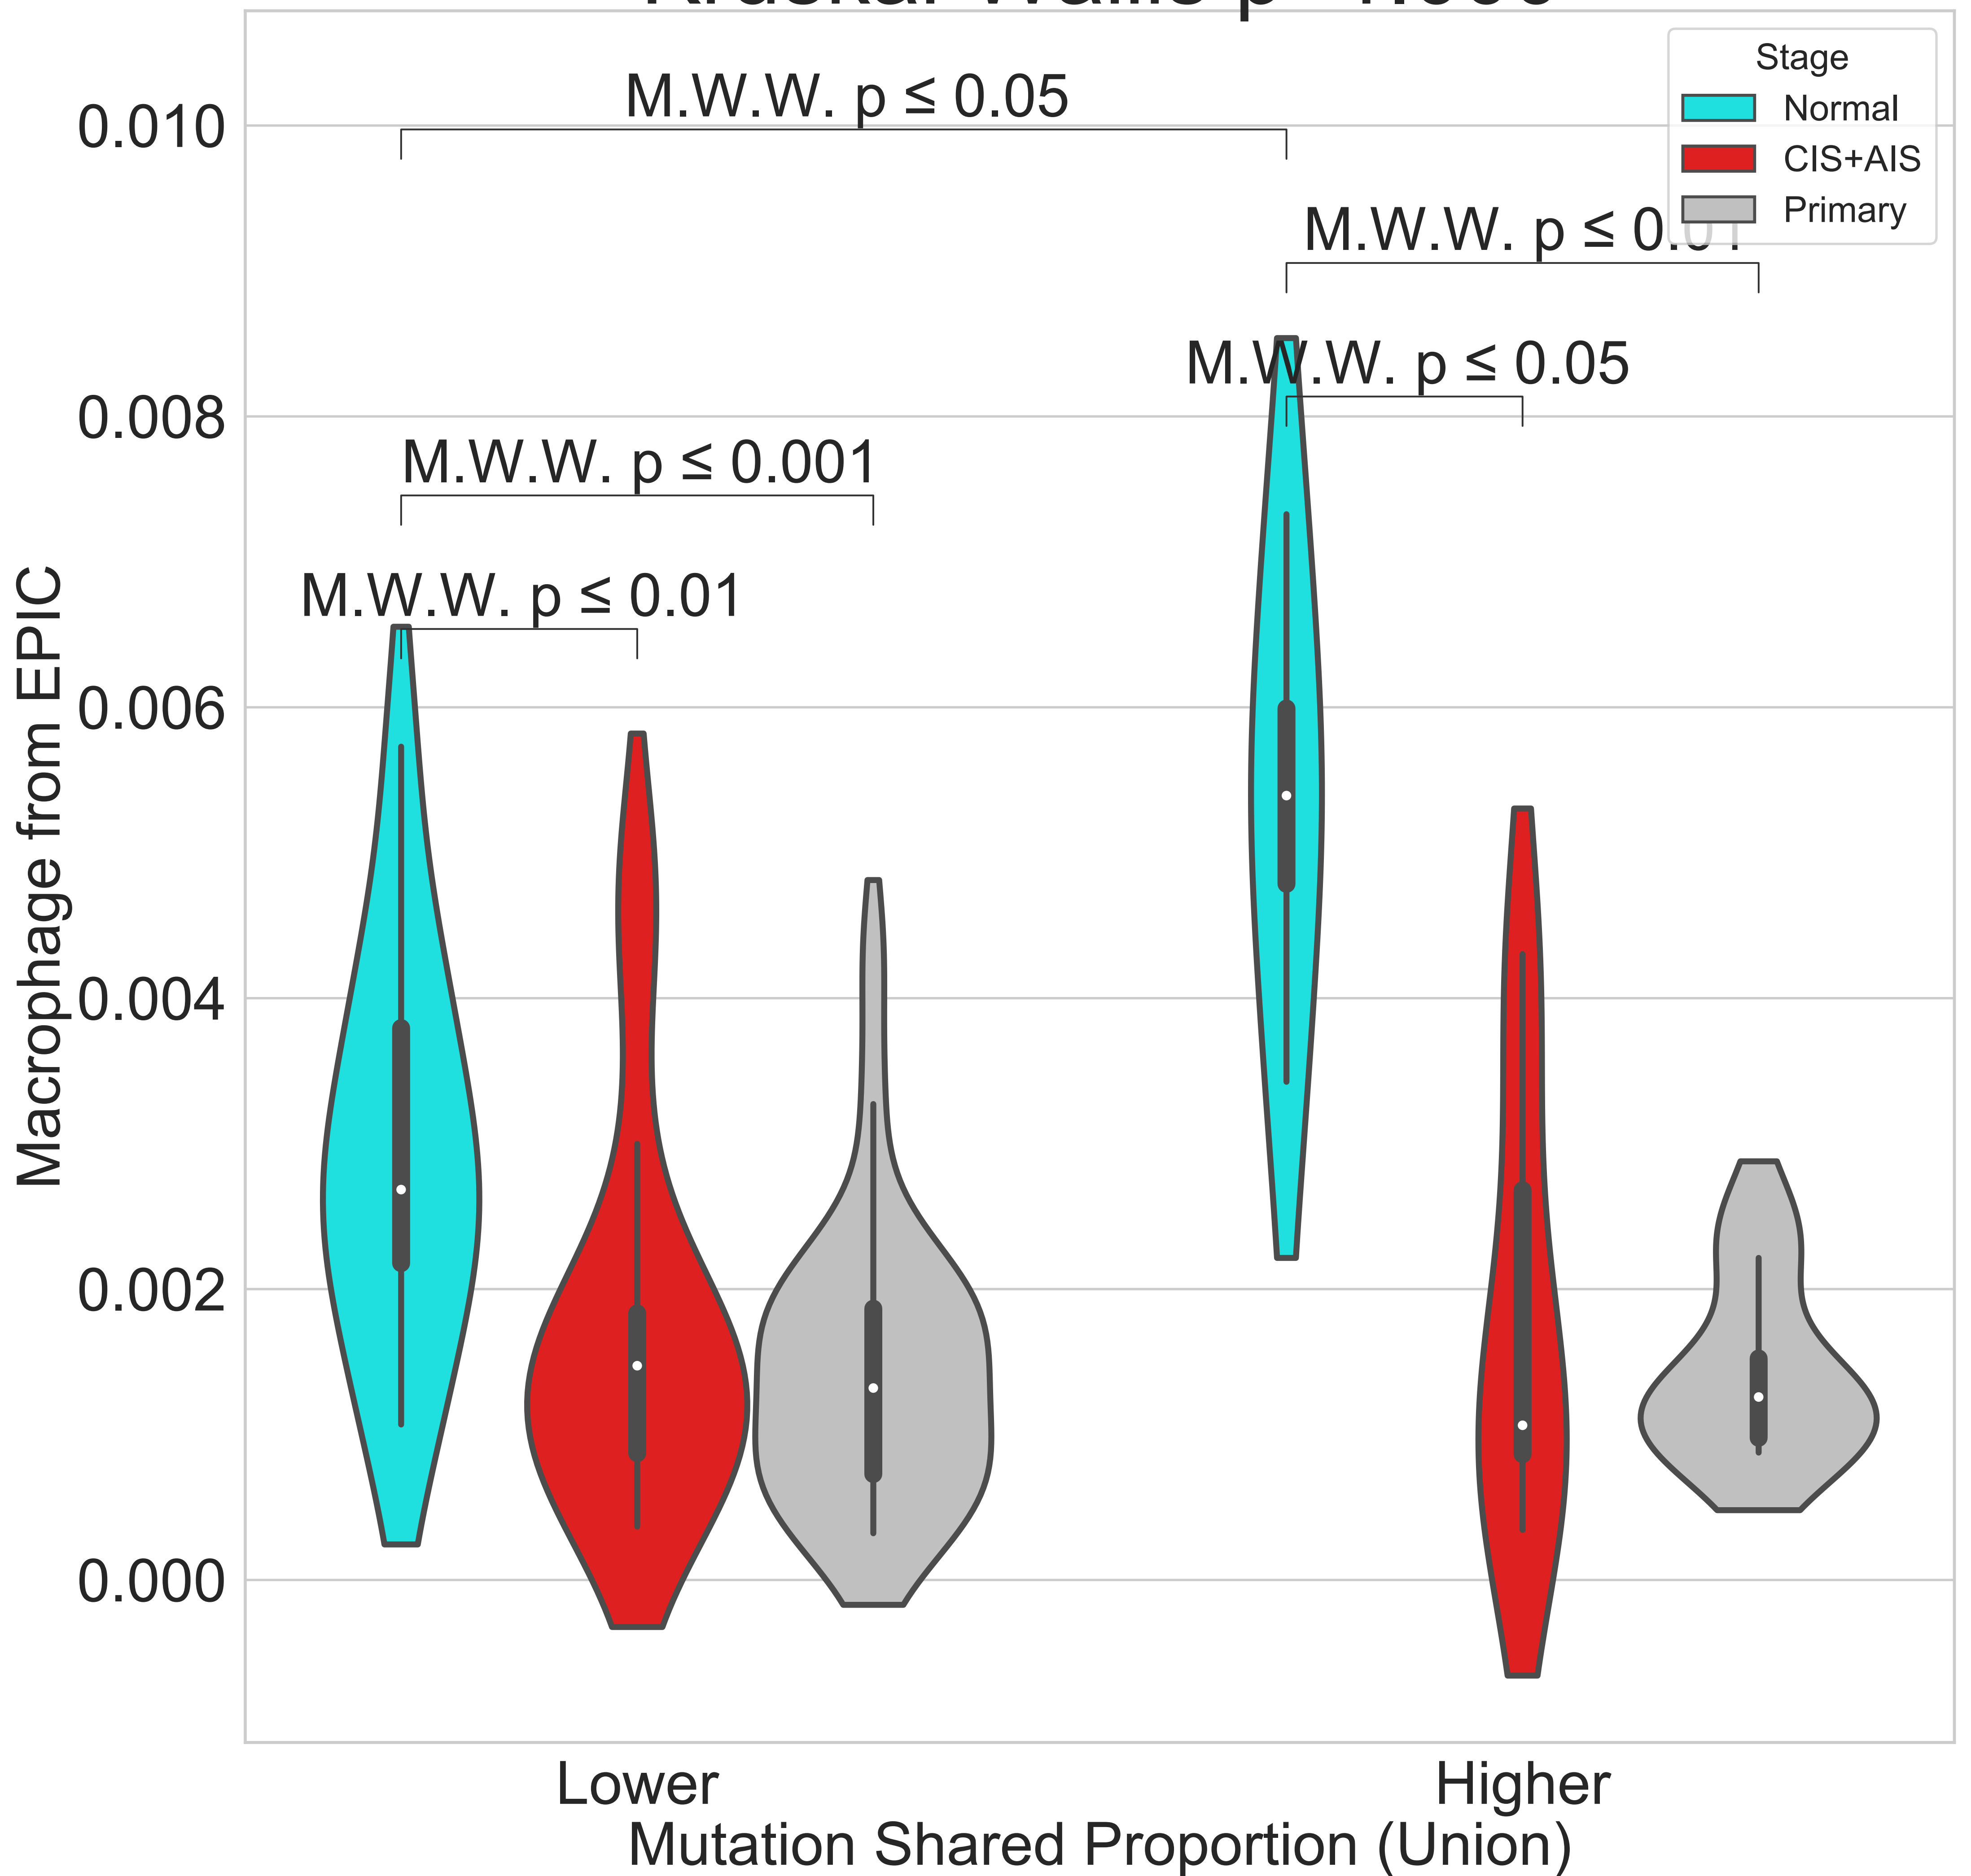 Stage
Normal
CIS+AIS
Primary
M.W.W. p ≤ 0.05
M.W.W. p ≤ 0.01
M.W.W. p ≤ 0.05
M.W.W. p ≤ 0.001
M.W.W. p ≤ 0.01
0.010
0.008
0.006
0.004
0.002
0.000
Macrophage from EPIC
Lower
Higher
Mutation Shared Proportion (Union)